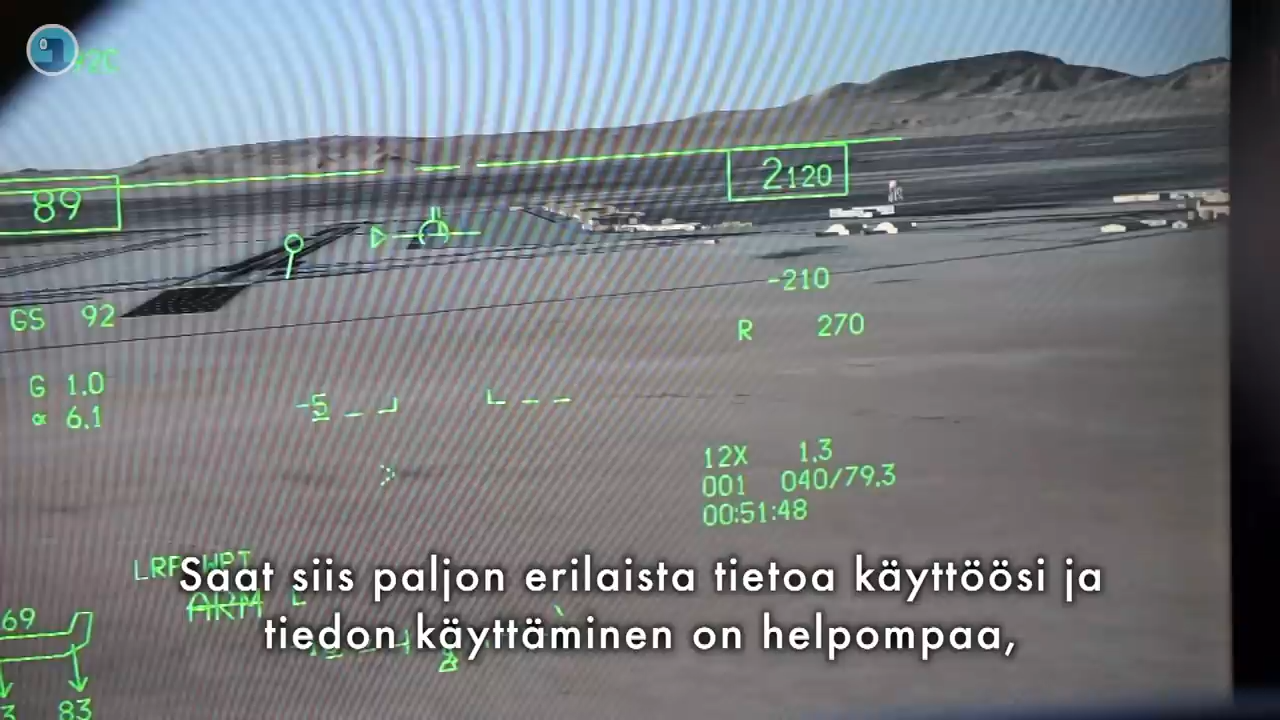 89
2120
-210
GS 92
R 270
G 1.0
α 6.1
-5
12X 1.3
001 040/79.3
00:51:48
Saat siis paljon erilaista tietoa käyttöösi ja
ARM L
69
tiedon käyttäminen on helpompaa,
83